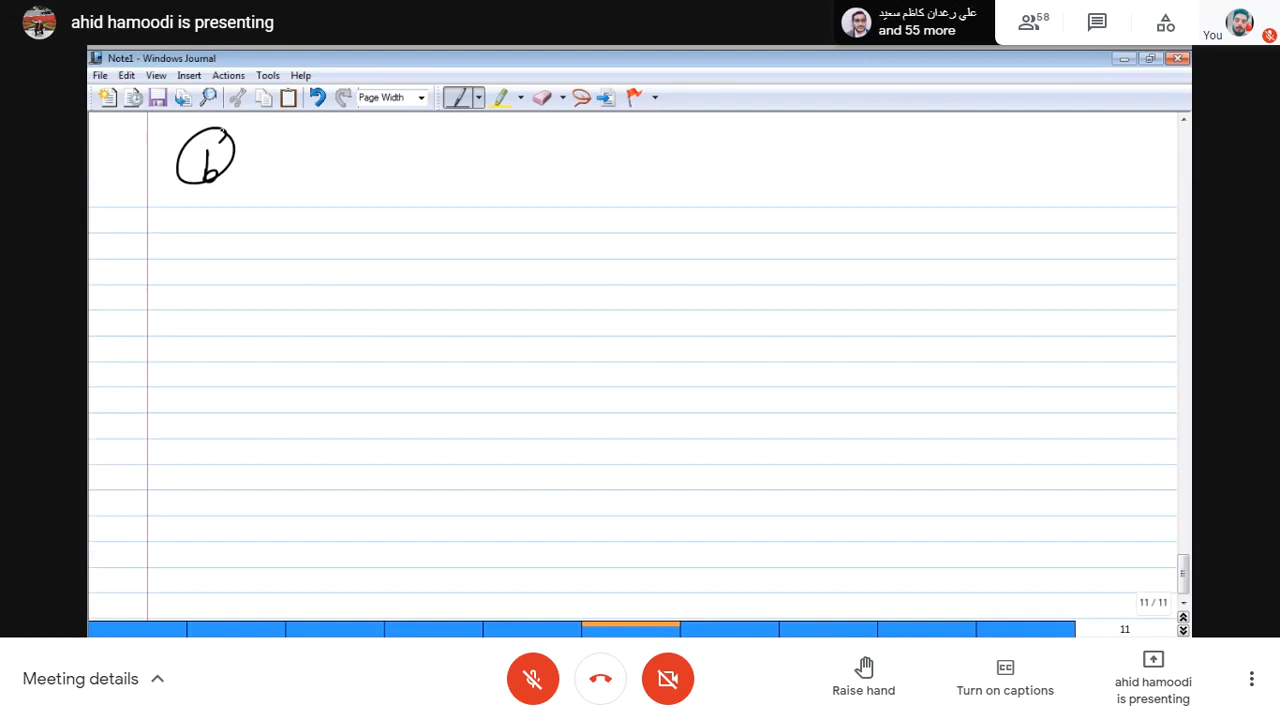 ahid hamoodi is presenting
علي رغدان كاظم سعيد
and 55 more
58
You
Note1 - Windows Journal
File Edit View Insert Actions Tools Help
Page Width
b
11 / 11
11
Meeting details
Raise hand
Turn on captions
ahid hamoodi
is presenting